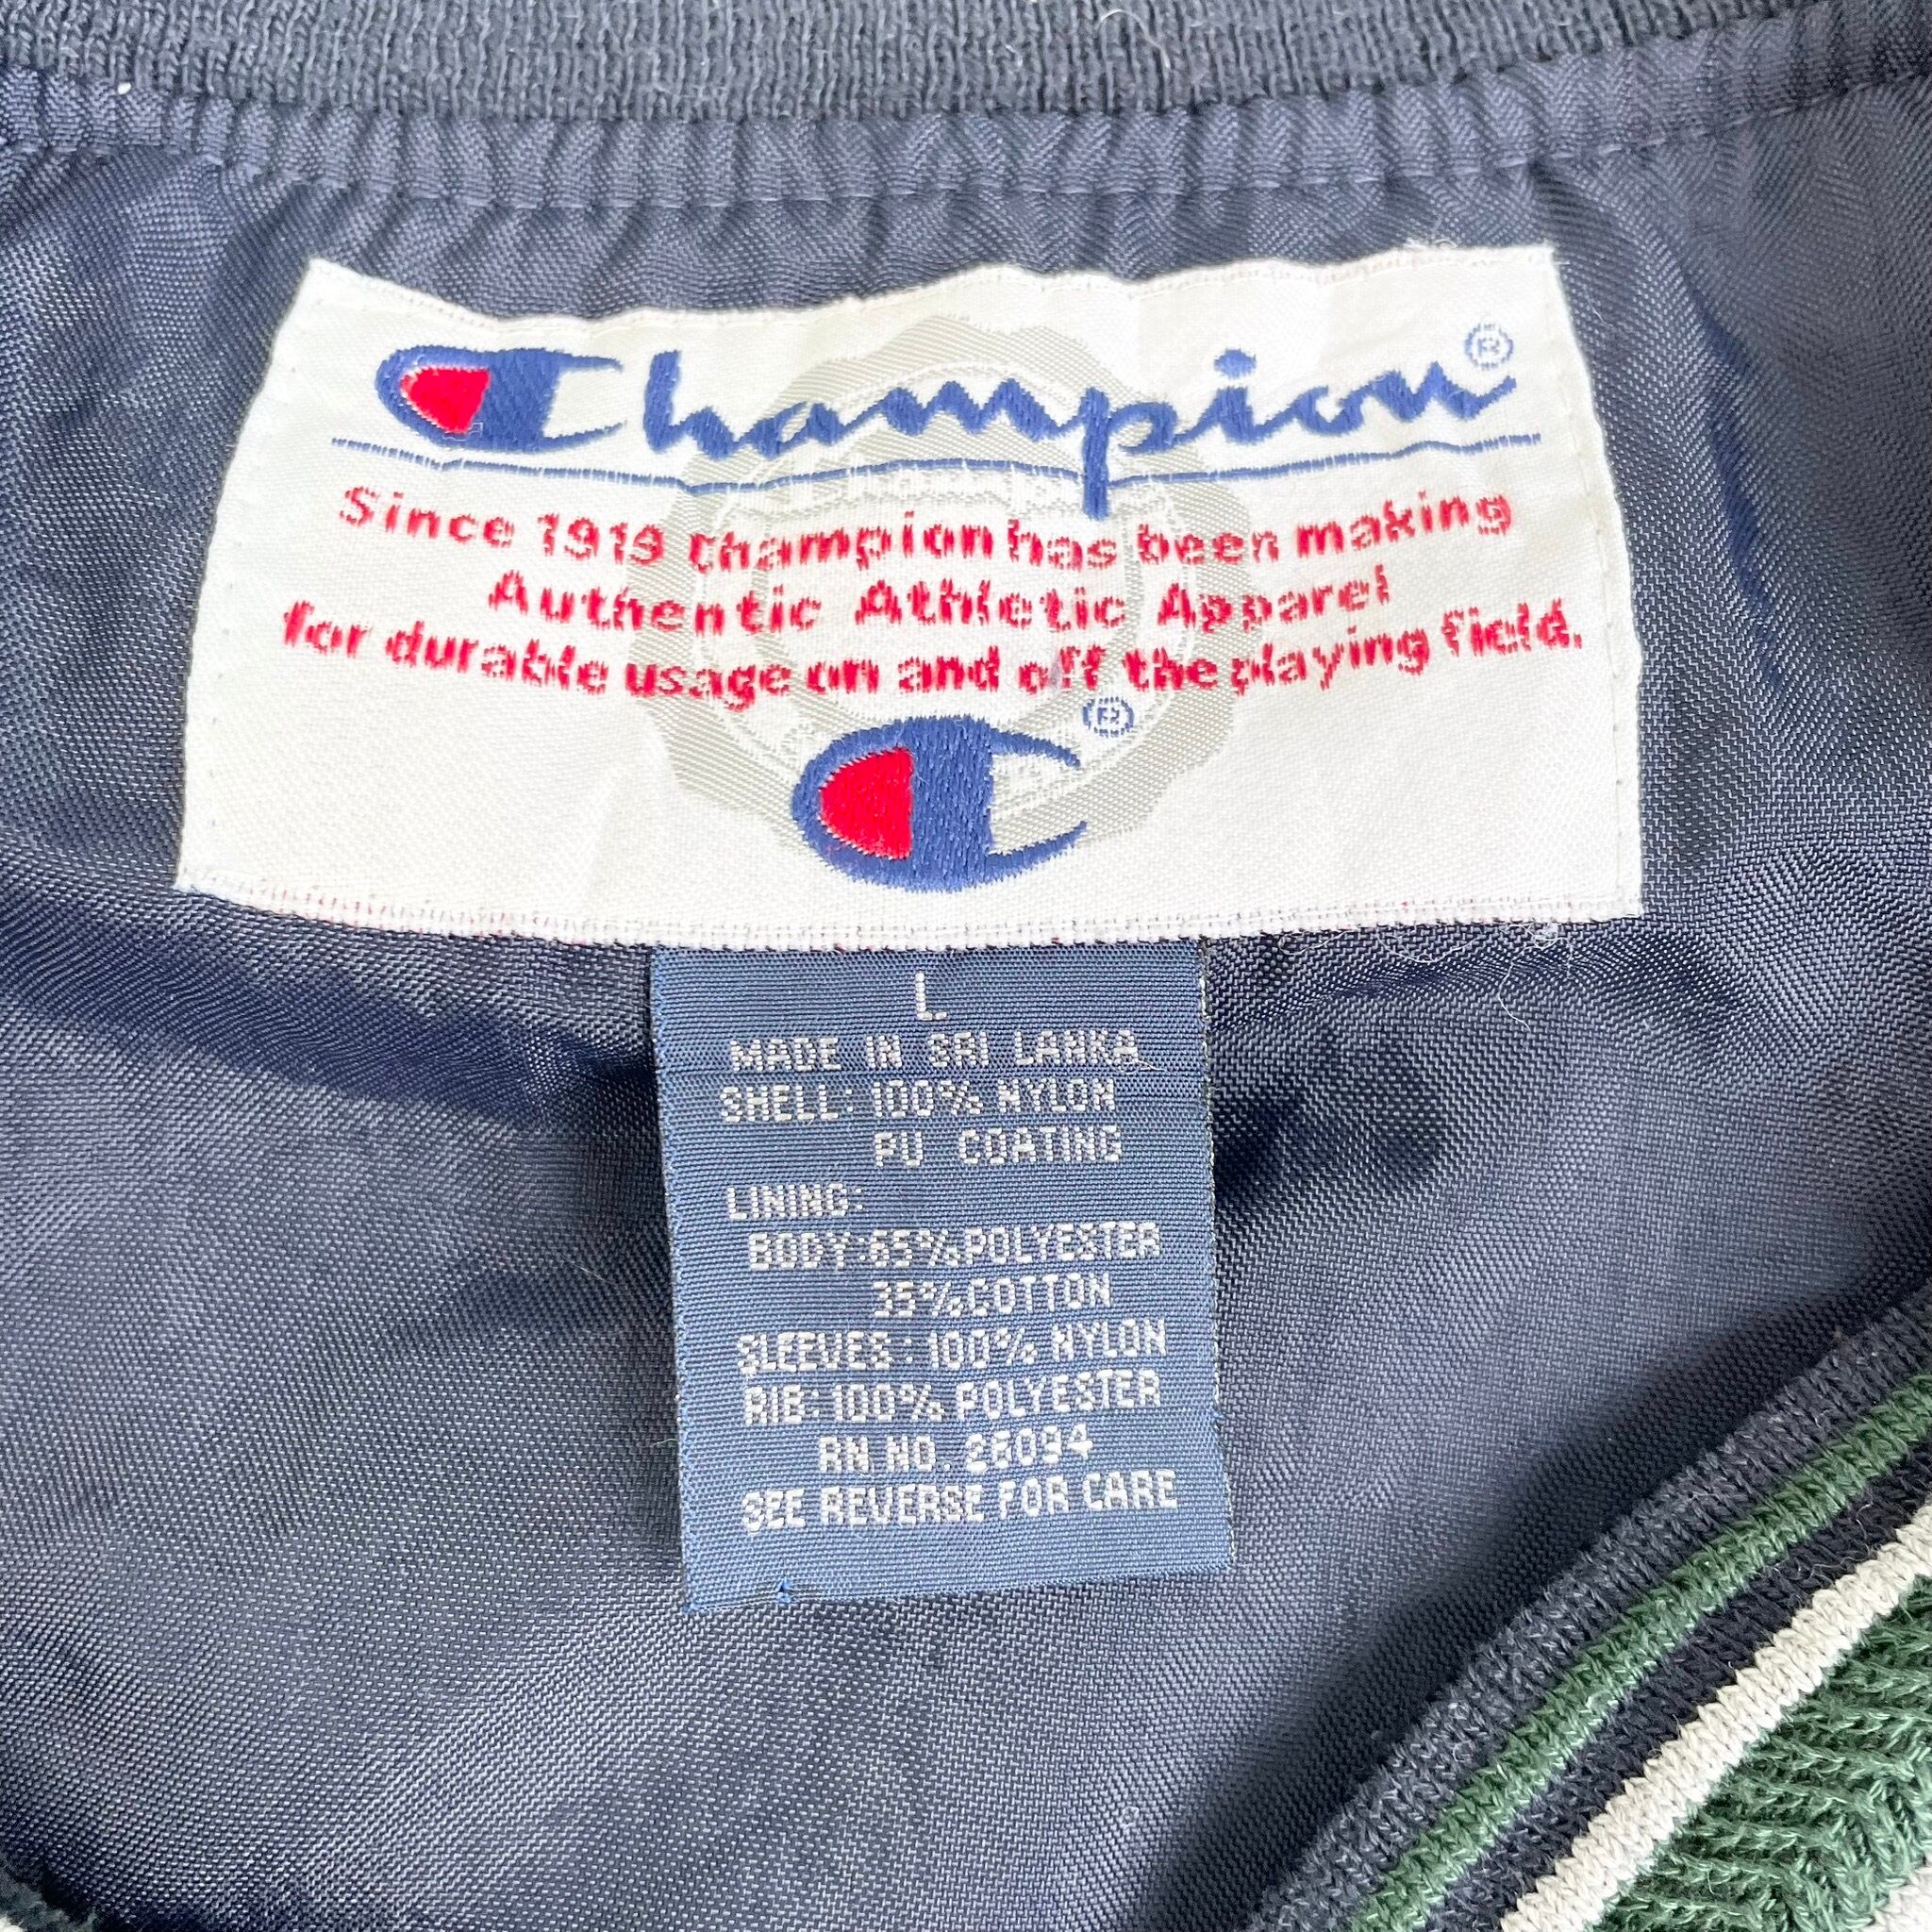 Champion®
Since 1919 Champion has been making
Authentic Athletic Apparel
for durable usage on and off the playing field.
®
L
MADE IN SRI LANKA
SHELL: 100% NYLON
PU COATING
LINING:
BODY: 65% POLYESTER
35% COTTON
SLEEVES: 100% NYLON
RIB: 100% POLYESTER
RN NO. 26094
SEE REVERSE FOR CARE